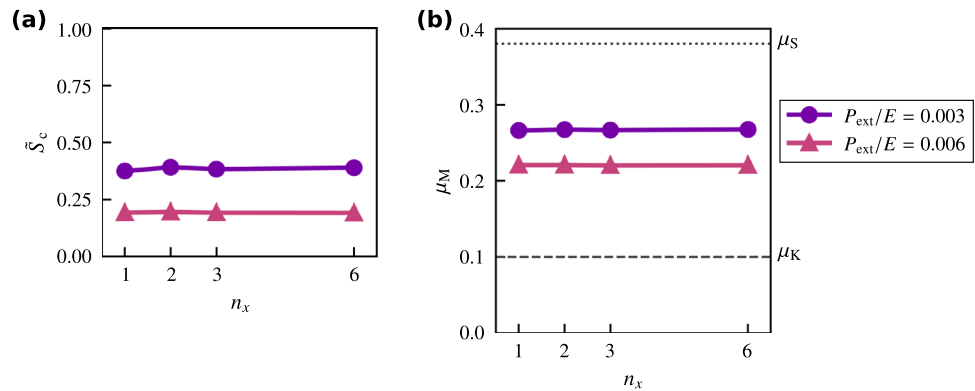 (a)
1.00
0.75
0.50
0.25
0.00
S̃c
1 2 3 6
nx
(b)
0.4
0.3
0.2
0.1
0.0
μM
μS
μK
1 2 3 6
nx
Pext/E = 0.003
Pext/E = 0.006